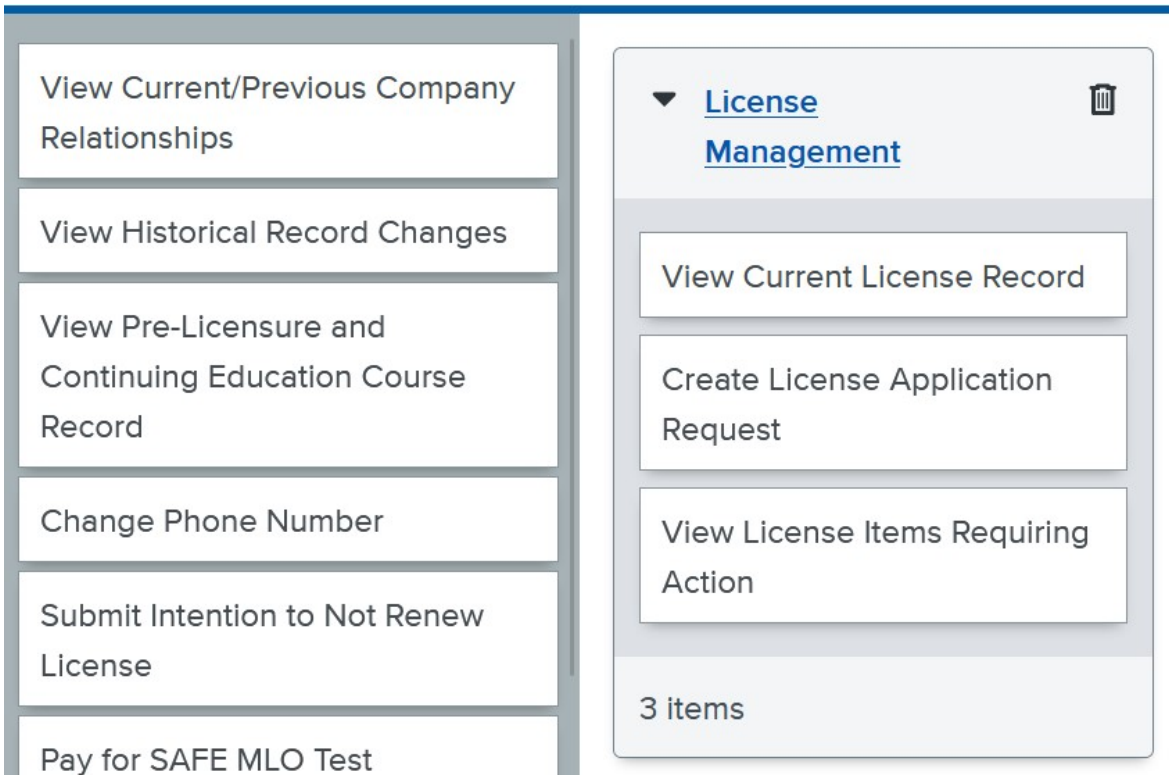 View Current/Previous Company
Relationships
View Historical Record Changes
View Pre-Licensure and
Continuing Education Course
Record
Change Phone Number
Submit Intention to Not Renew
License
Pay for SAFE MLO Test
License
Management
View Current License Record
Create License Application
Request
View License Items Requiring
Action
3 items